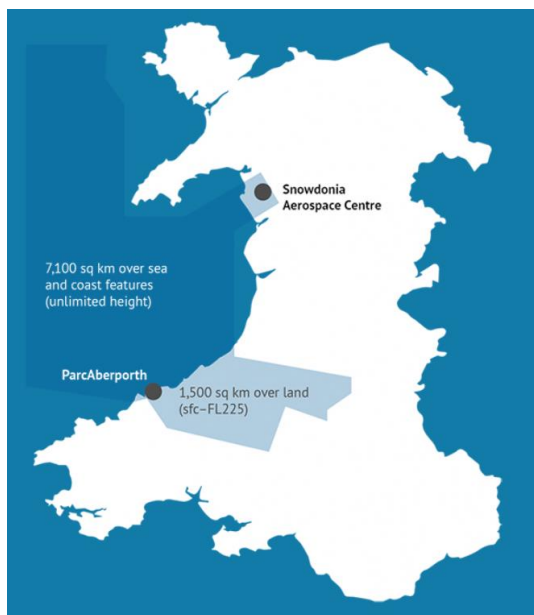 Snowdonia
Aerospace Centre
7,100 sq km over sea
and coast features
(unlimited height)
ParcAberporth
1,500 sq km over land
(sfc–FL225)